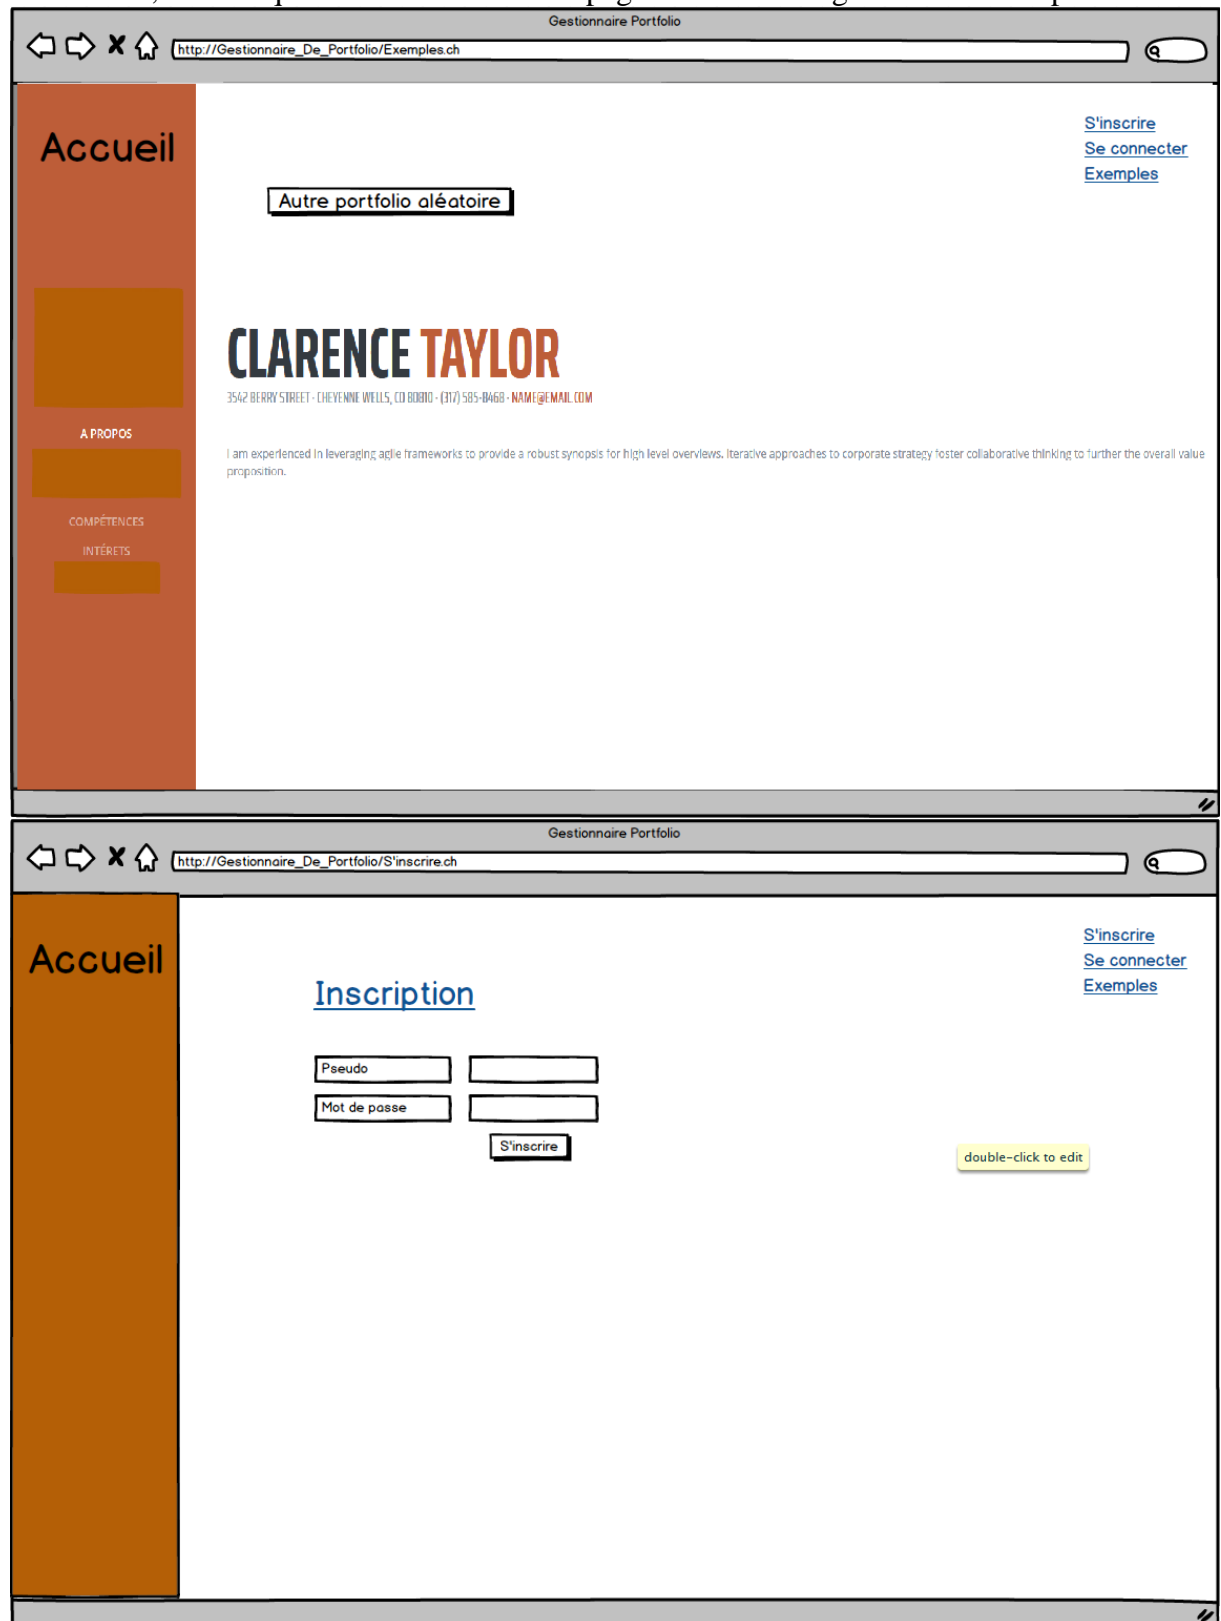 Gestionnaire Portfolio
http://Gestionnaire_De_Portfolio/Exemples.ch
Accueil
S'inscrire
Se connecter
Exemples
Autre portfolio aléatoire
CLARENCE TAYLOR
3542 BERRY STREET · CHEYENNE WELLS, CO 80810 · (317) 585-8468 · NAME@EMAIL.COM
A PROPOS
I am experienced in leveraging agile frameworks to provide a robust synopsis for high level overviews. Iterative approaches to corporate strategy foster collaborative thinking to further the overall value
proposition.
COMPÉTENCES
INTÉRETS
Gestionnaire Portfolio
http://Gestionnaire_De_Portfolio/S'inscrire.ch
Accueil
S'inscrire
Se connecter
Exemples
Inscription
Pseudo
Mot de passe
S'inscrire
double-click to edit